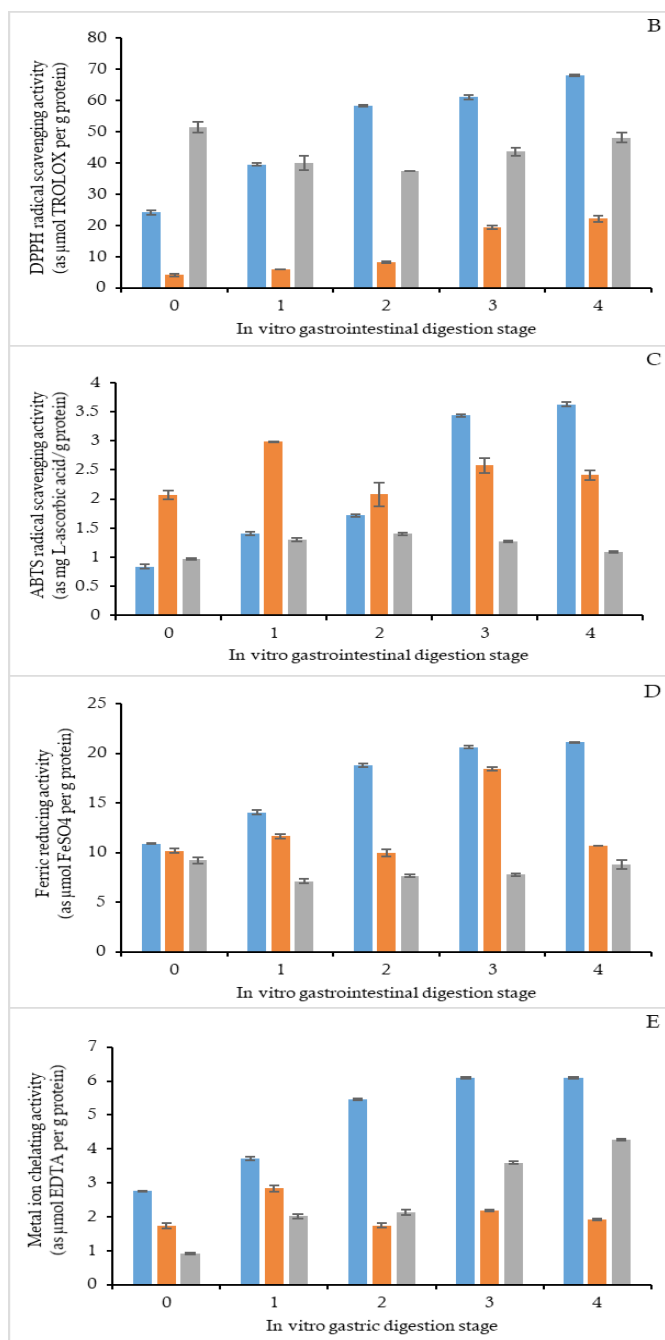 B
DPPH radical scavenging activity
(as µmol TROLOX per g protein)
80
70
60
50
40
30
20
10
0
0 1 2 3 4
In vitro gastrointestinal digestion stage
C
ABTS radical scavenging activity
(as mg L-ascorbic acid/g protein)
4
3.5
3
2.5
2
1.5
1
0.5
0
0 1 2 3 4
In vitro gastrointestinal digestion stage
D
Ferric reducing activity
(as µmol FeSO4 per g protein)
25
20
15
10
5
0
0 1 2 3 4
In vitro gastrointestinal digestion stage
E
Metal ion chelating activity
(as µmol EDTA per g protein)
7
6
5
4
3
2
1
0
0 1 2 3 4
In vitro gastric digestion stage